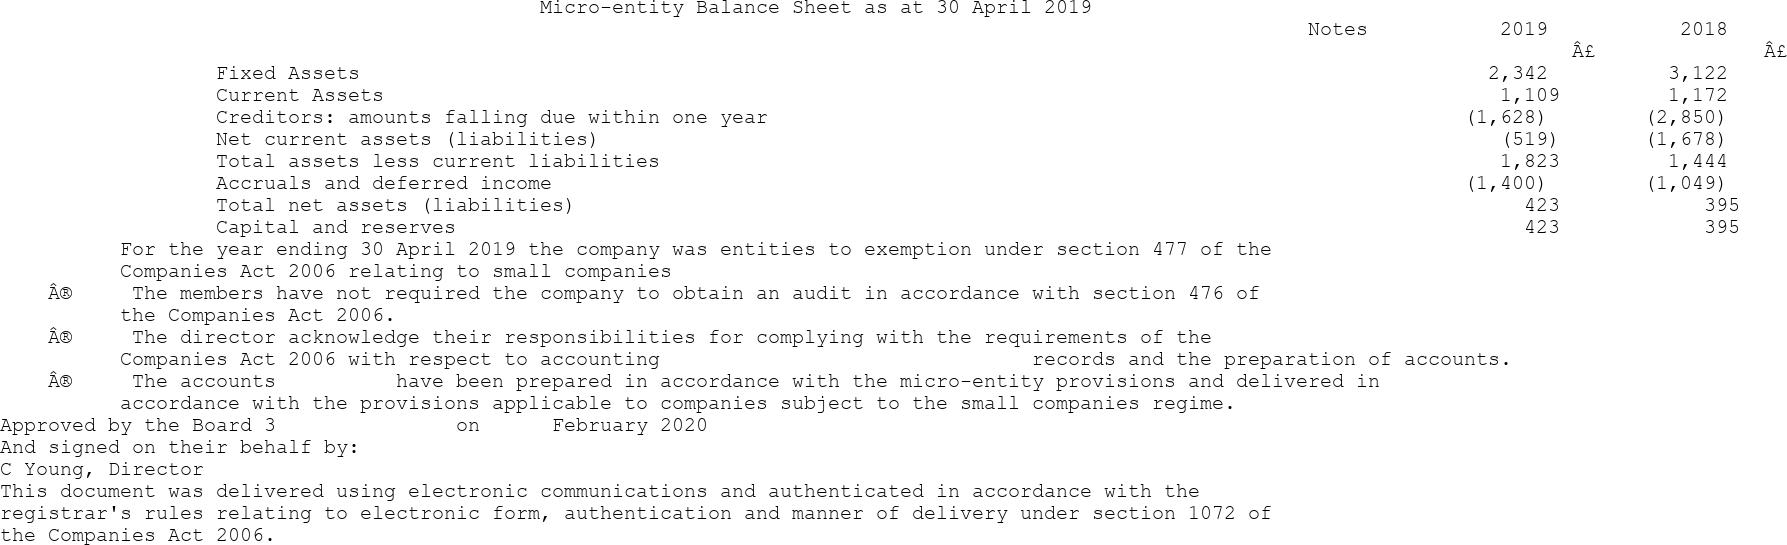 Micro-entity Balance Sheet as at 30 April 2019
Notes 2019 2018
Â£ Â£
Fixed Assets 2,342 3,122
Current Assets 1,109 1,172
Creditors: amounts falling due within one year (1,628) (2,850)
Net current assets (liabilities) (519) (1,678)
Total assets less current liabilities 1,823 1,444
Accruals and deferred income (1,400) (1,049)
Total net assets (liabilities) 423 395
Capital and reserves 423 395
For the year ending 30 April 2019 the company was entities to exemption under section 477 of the
Companies Act 2006 relating to small companies
Â® The members have not required the company to obtain an audit in accordance with section 476 of
the Companies Act 2006.
Â® The director acknowledge their responsibilities for complying with the requirements of the
Companies Act 2006 with respect to accounting records and the preparation of accounts.
Â® The accounts have been prepared in accordance with the micro-entity provisions and delivered in
accordance with the provisions applicable to companies subject to the small companies regime.
Approved by the Board 3 on February 2020
And signed on their behalf by:
C Young, Director
This document was delivered using electronic communications and authenticated in accordance with the
registrar's rules relating to electronic form, authentication and manner of delivery under section 1072 of
the Companies Act 2006.